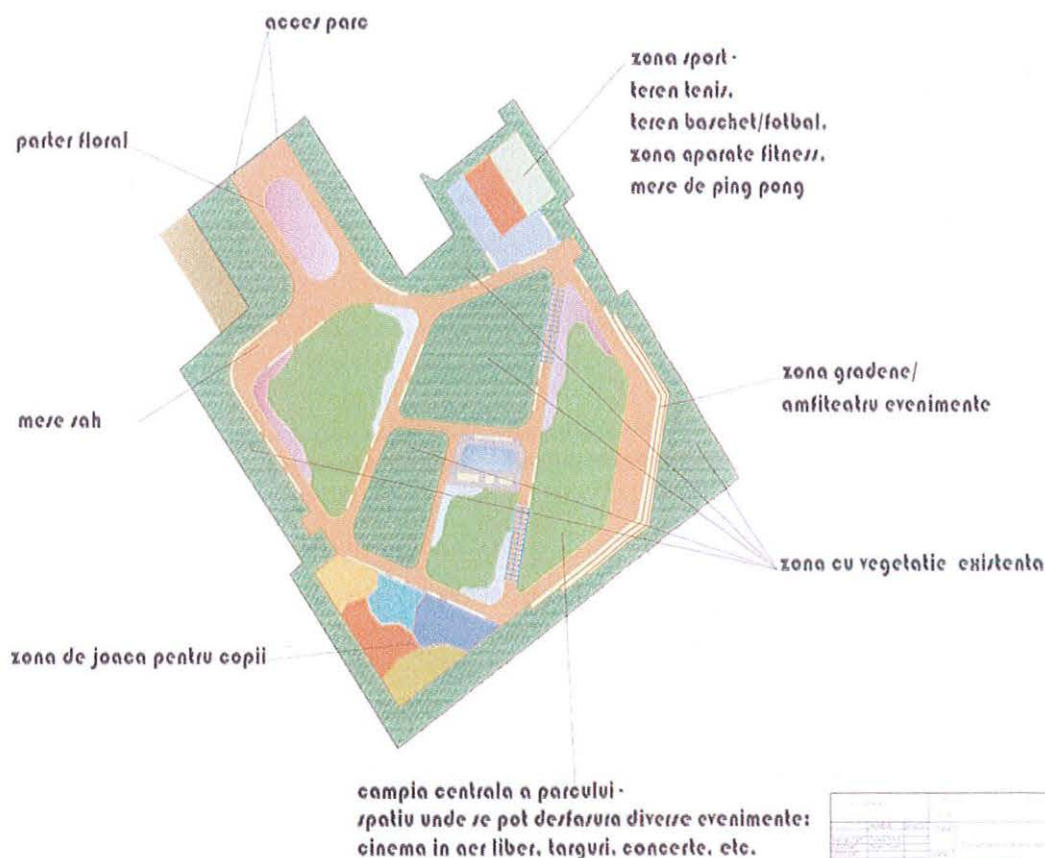 acces parc
zona sport -
teren tenis,
teren baschet/fotbal,
zona aparate fitness,
mese de ping pong
parter floral
zona gradene/
amfiteatru evenimente
mese sah
zona cu vegetatie existenta
zona de joaca pentru copii
campia centrala a parcului -
spatiu unde se pot desfasura diverse evenimente:
cinema in aer liber, targuri, concerte, etc.